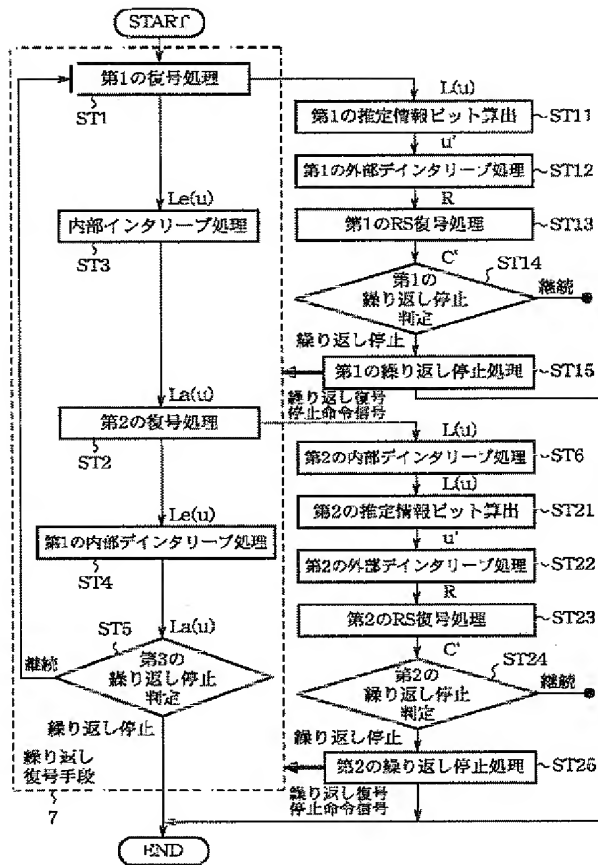 START
第1の復号処理
ST1
L(u)
第1の推定情報ビット算出
ST11
u'
第1の外部デインタリーブ処理
ST12
R
第1のRS復号処理
ST13
C'
ST14
第1の
繰り返し停止
判定
継続
繰り返し停止
第1の繰り返し停止処理
ST15
繰り返し復号
停止命令信号
Le(u)
内部インタリーブ処理
ST3
La(u)
第2の復号処理
ST2
L(u)
第2の内部デインタリーブ処理
ST6
L(u)
第2の推定情報ビット算出
ST21
u'
第2の外部デインタリーブ処理
ST22
R
第2のRS復号処理
ST23
C'
ST24
第2の
繰り返し停止
判定
継続
繰り返し停止
第2の繰り返し停止処理
ST25
繰り返し復号
停止命令信号
Le(u)
第1の内部デインタリーブ処理
ST4
La(u)
ST5
第3の
繰り返し停止
判定
継続
繰り返し停止
繰り返し
復号手段
7
END